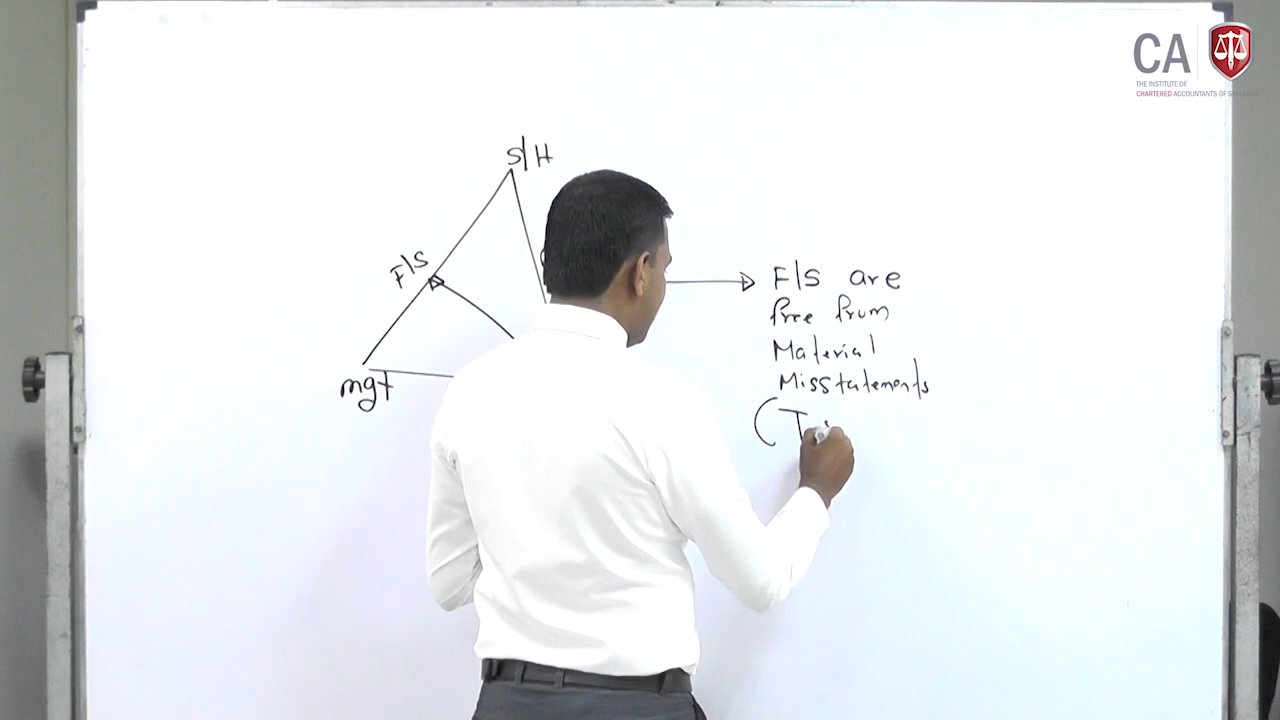 CA
THE INSTITUTE OF
CHARTERED ACCOUNTANTS OF SRI LANKA
S/H
F/S
mgt
F/S are
free from
Material
Misstatements
(T